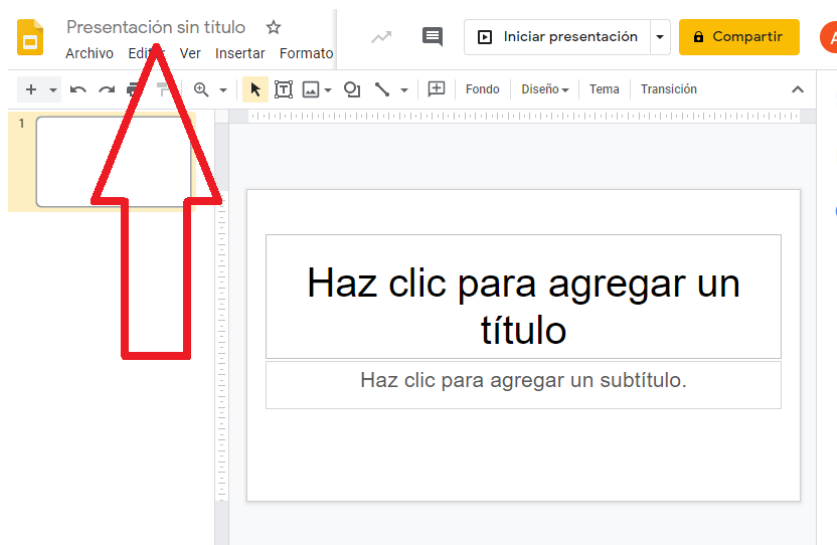 Presentación sin título
Iniciar presentación
Compartir
A
Archivo Editar Ver Insertar Formato
Fondo Diseño Tema Transición
1
Haz clic para agregar un
título
Haz clic para agregar un subtítulo.